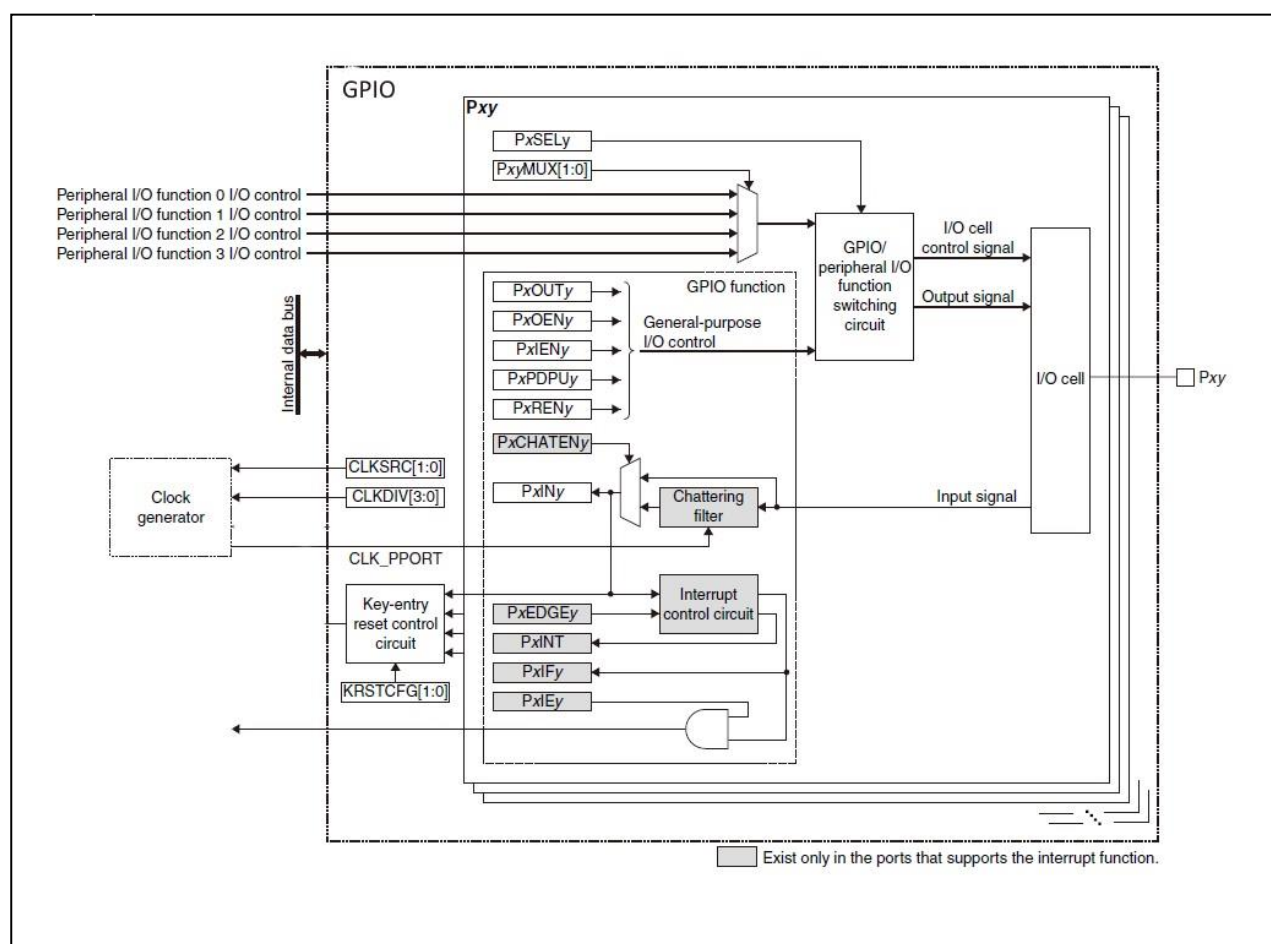 GPIO
Pxy
PxSELy
PxyMUX[1:0]
Peripheral I/O function 0 I/O control
Peripheral I/O function 1 I/O control
Peripheral I/O function 2 I/O control
Peripheral I/O function 3 I/O control
GPIO/
peripheral I/O
function
switching
circuit
I/O cell
control signal
Output signal
I/O cell
Pxy
GPIO function
PxOUTy
PxOENy
PxIENy
PxPDPUy
PxRENy
General-purpose
I/O control
Internal data bus
PxCHATENy
CLKSRC[1:0]
CLKDIV[3:0]
Clock
generator
PxINy
Chattering
filter
Input signal
CLK_PPORT
Key-entry
reset control
circuit
KRSTCFG[1:0]
Interrupt
control circuit
PxEDGEy
PxINT
PxIFy
PxIEy
Exist only in the ports that supports the interrupt function.